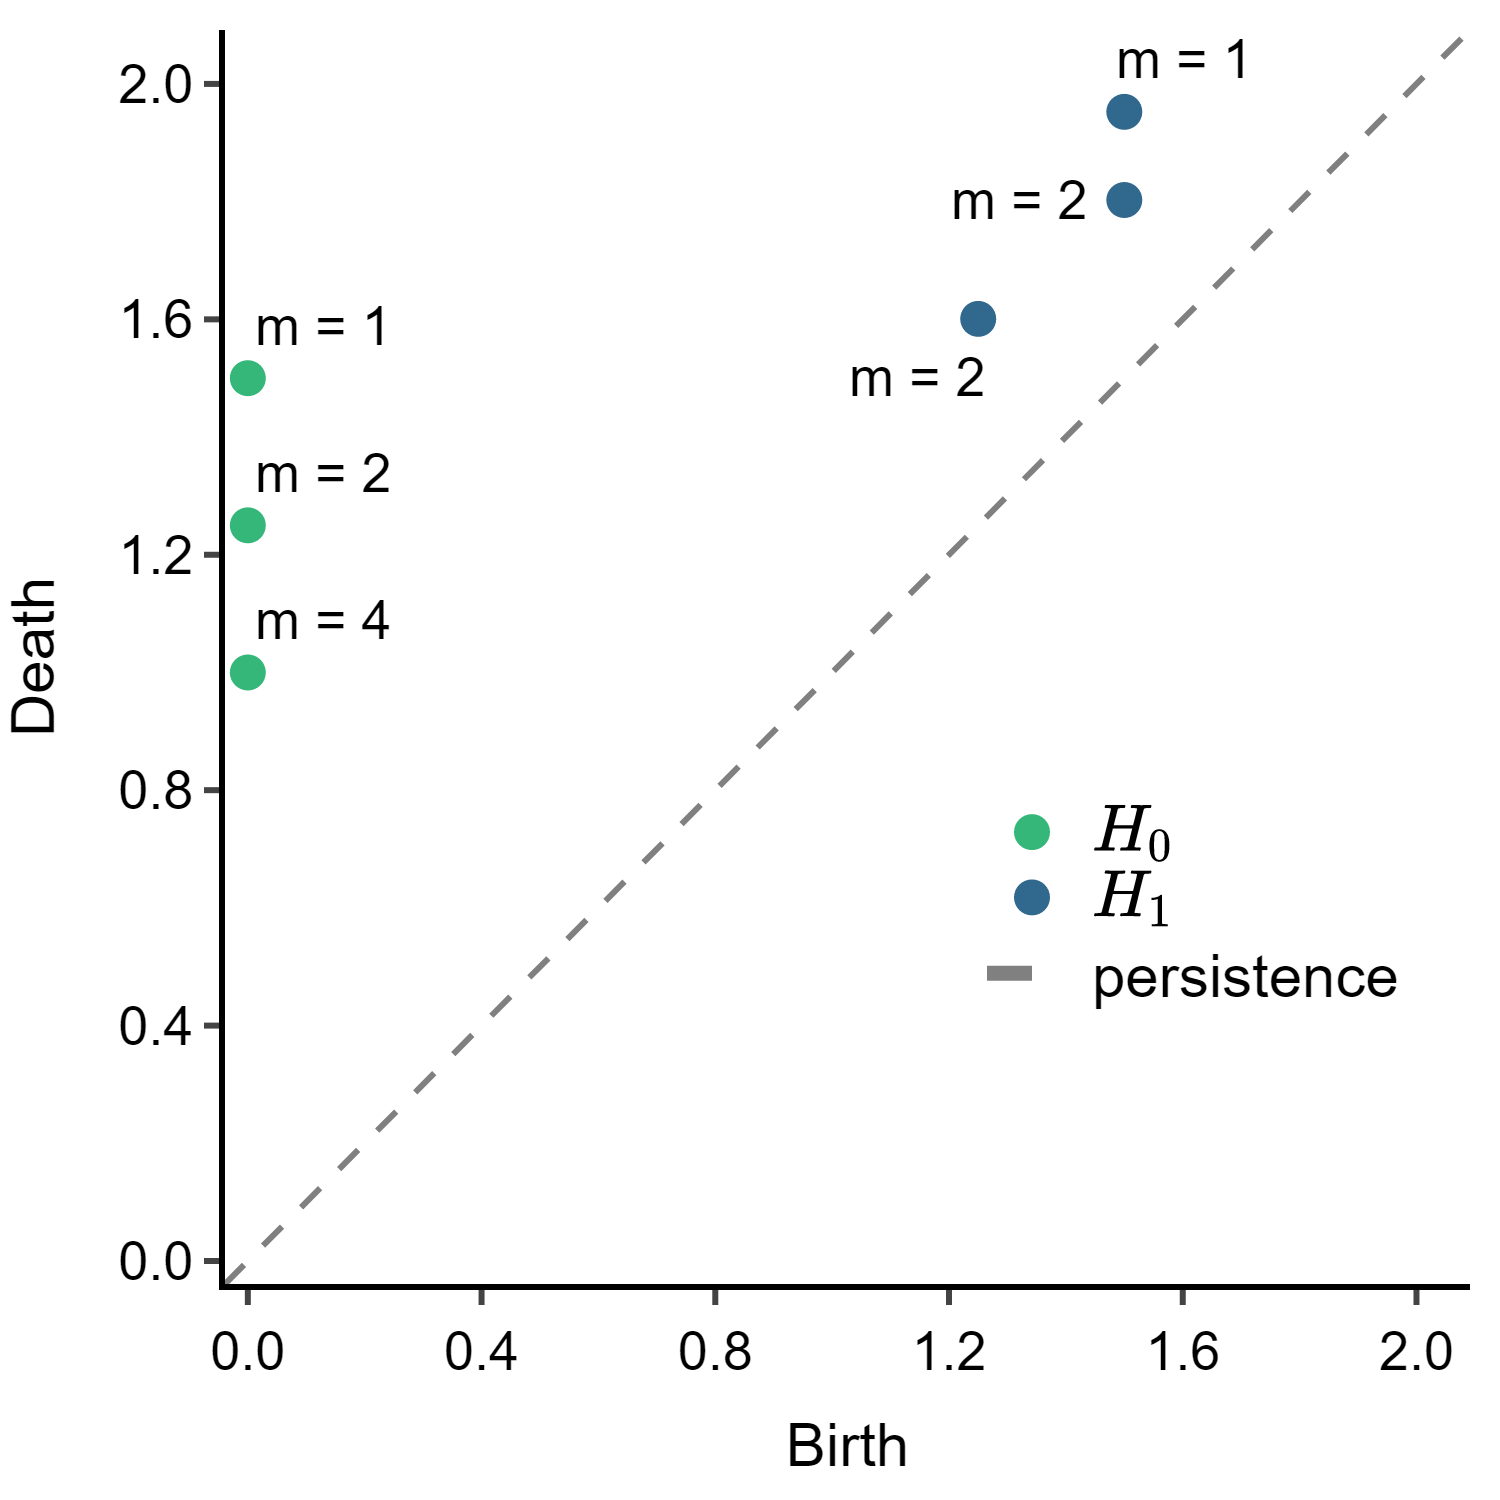 m = 1
2.0
m = 2
1.6
m = 1
m = 2
m = 2
1.2
m = 4
Death
0.8
H₀
H₁
persistence
0.4
0.0
0.0 0.4 0.8 1.2 1.6 2.0
Birth